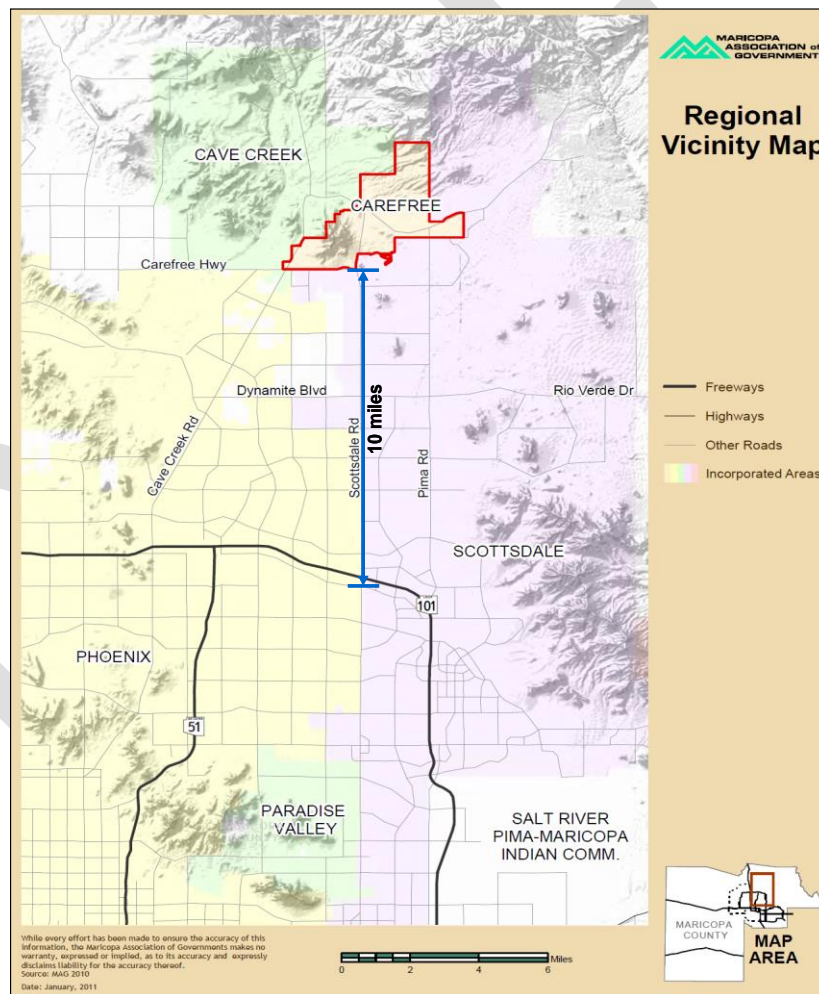 MARICOPA
ASSOCIATION of
GOVERNMENTS
Regional
Vicinity Map
CAVE CREEK
CAREFREE
Carefree Hwy
Dynamite Blvd
Rio Verde Dr
Cave Creek Rd
Scottsdale Rd
10 miles
Pima Rd
Freeways
Highways
Other Roads
Incorporated Areas
SCOTTSDALE
101
PHOENIX
51
PARADISE
VALLEY
SALT RIVER
PIMA-MARICOPA
INDIAN COMM.
MARICOPA
COUNTY
MAP
AREA
While every effort has been made to ensure the accuracy of this
information, the Maricopa Association of Governments makes no
warranty, expressed or implied, as to its accuracy and expressly
disclaims liability for the accuracy thereof.
Source: MAG 2010
Date: January, 2011
Miles
0 2 4 6